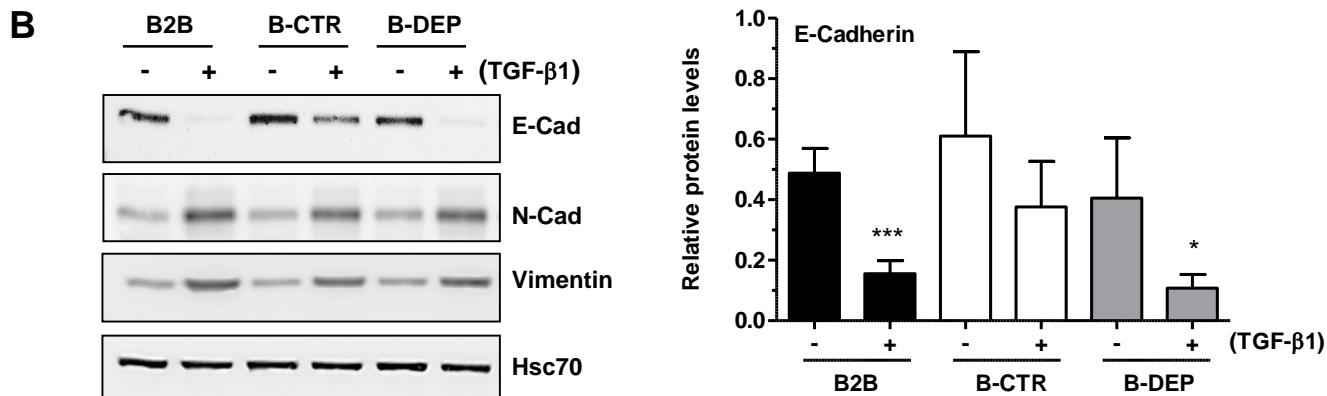 B
B2B B-CTR B-DEP
- + - + - + (TGF-β1)
E-Cad
N-Cad
Vimentin
Hsc70
E-Cadherin
Relative protein levels
1.0
0.8
0.6
0.4
0.2
0.0
***
*
- + - + - + (TGF-β1)
B2B B-CTR B-DEP